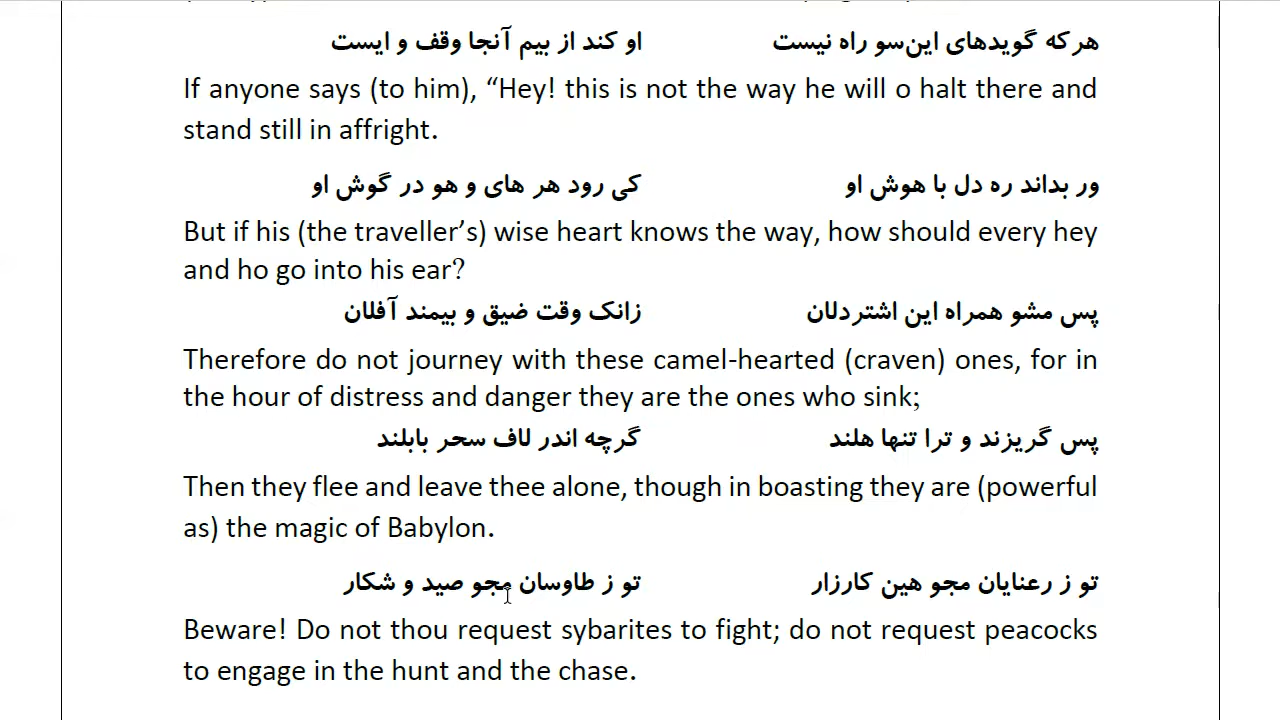 هرکه گویدهای این‌سو راه نیست او کند از بیم آنجا وقف و ایست
If anyone says (to him), “Hey! this is not the way he will o halt there and
stand still in affright.
ور بداند ره دل با هوش او کی رود هر های و هو در گوش او
But if his (the traveller’s) wise heart knows the way, how should every hey
and ho go into his ear?
پس مشو همراه این اشتردلان زانک وقت ضیق و بیمند آفلان
Therefore do not journey with these camel-hearted (craven) ones, for in
the hour of distress and danger they are the ones who sink;
پس گریزند و ترا تنها هلند گرچه اندر لاف سحر بابلند
Then they flee and leave thee alone, though in boasting they are (powerful
as) the magic of Babylon.
تو ز رعنایان مجو هین کارزار تو ز طاوسان مجو صید و شکار
Beware! Do not thou request sybarites to fight; do not request peacocks
to engage in the hunt and the chase.